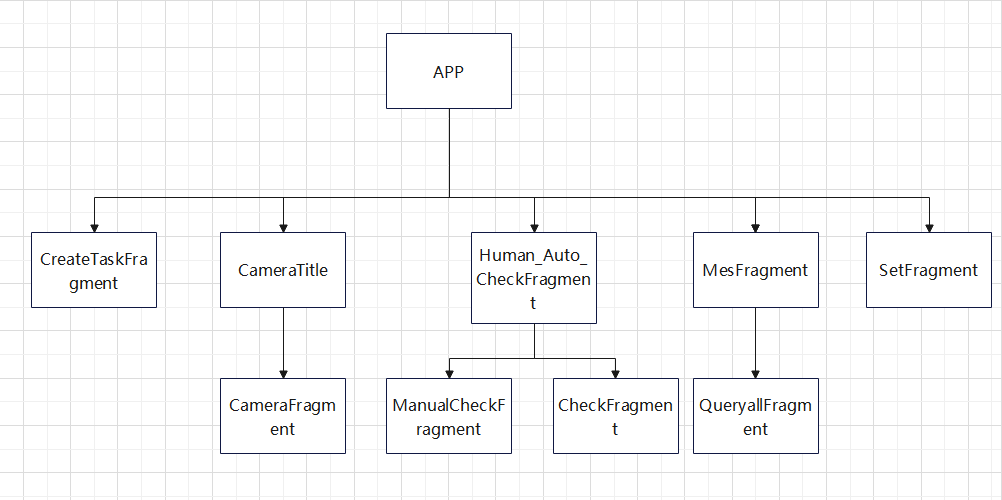 APP
CreateTaskFra
gment
CameraTitle
Human_Auto_
CheckFragmen
t
MesFragment
SetFragment
CameraFragm
ent
ManualCheckF
ragment
CheckFragmen
t
QueryallFragm
ent